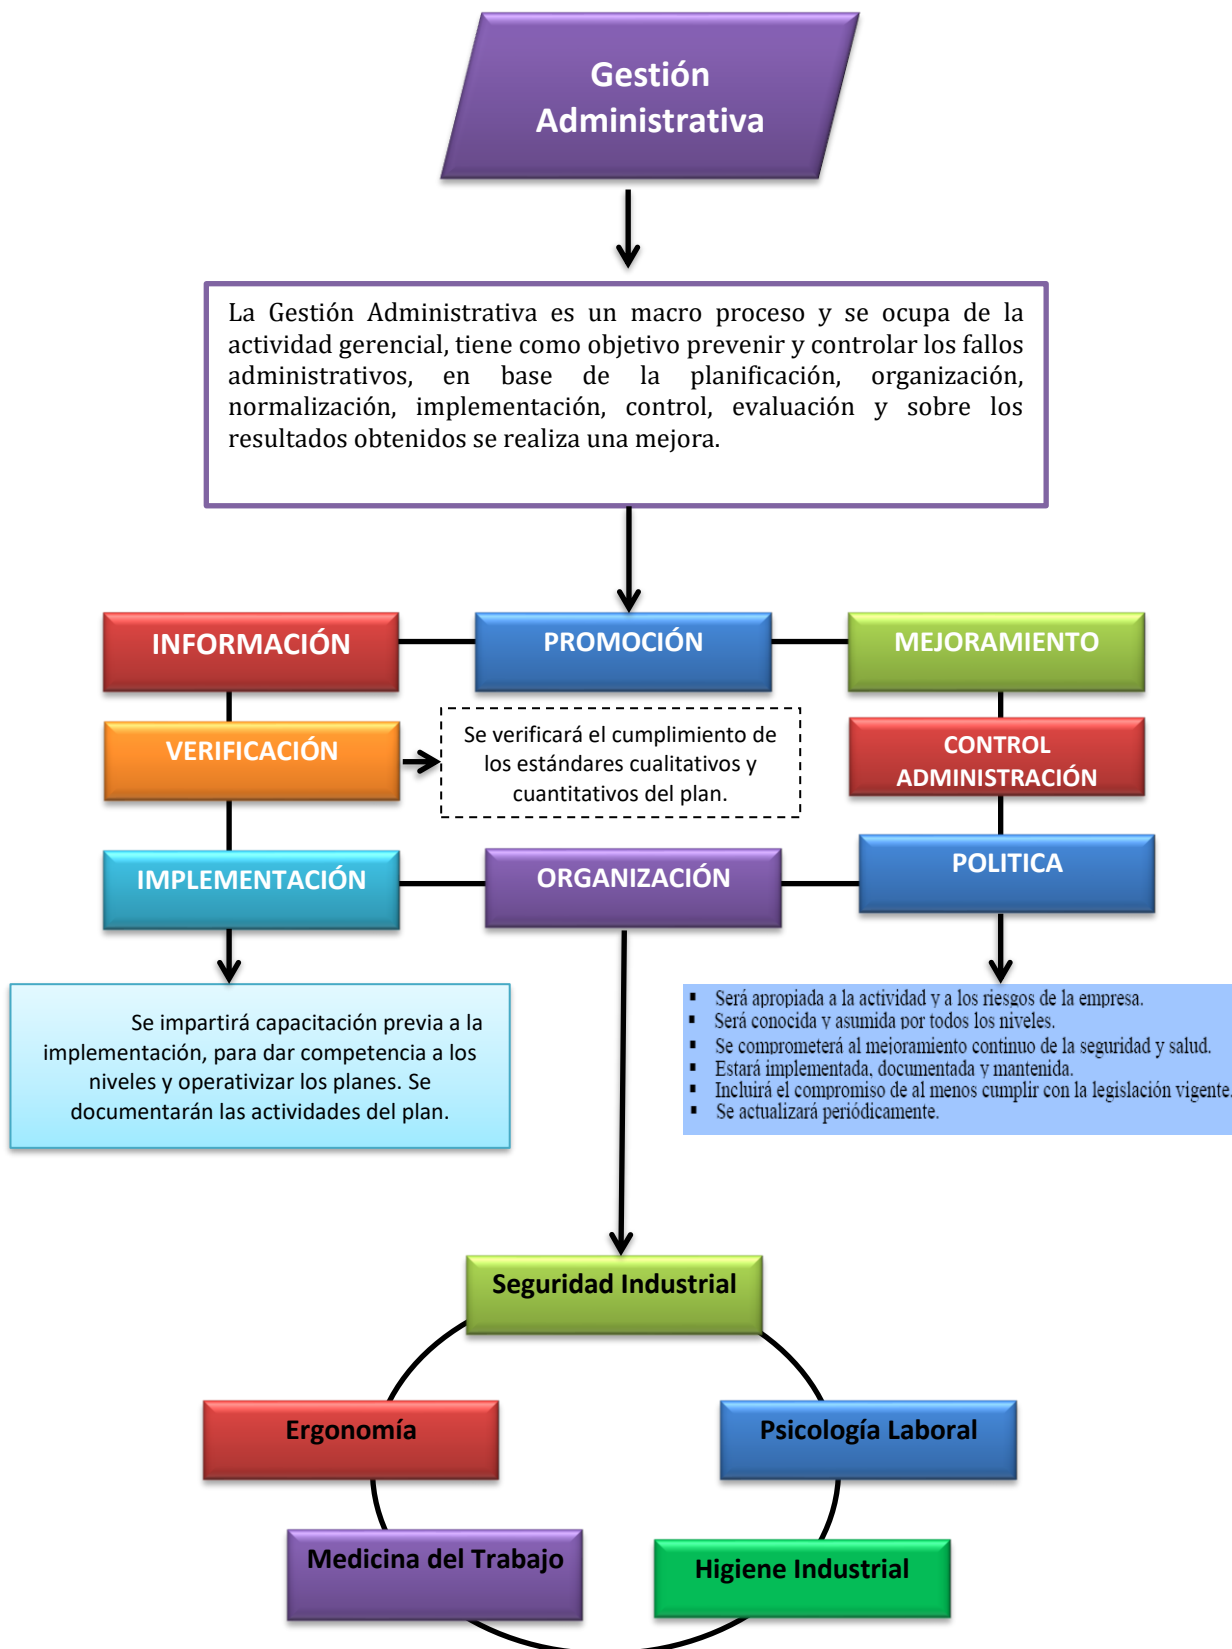 Gestión
Administrativa
La Gestión Administrativa es un macro proceso y se ocupa de la
actividad gerencial, tiene como objetivo prevenir y controlar los fallos
administrativos, en base de la planificación, organización,
normalización, implementación, control, evaluación y sobre los
resultados obtenidos se realiza una mejora.
INFORMACIÓN
PROMOCIÓN
MEJORAMIENTO
VERIFICACIÓN
Se verificará el cumplimiento de
los estándares cualitativos y
cuantitativos del plan.
CONTROL
ADMINISTRACIÓN
IMPLEMENTACIÓN
ORGANIZACIÓN
POLITICA
Se impartirá capacitación previa a la
implementación, para dar competencia a los
niveles y operativizar los planes. Se
documentarán las actividades del plan.
▪ Será apropiada a la actividad y a los riesgos de la empresa.
▪ Será conocida y asumida por todos los niveles.
▪ Se comprometerá al mejoramiento continuo de la seguridad y salud.
▪ Estará implementada, documentada y mantenida.
▪ Incluirá el compromiso de al menos cumplir con la legislación vigente.
▪ Se actualizará periódicamente.
Seguridad Industrial
Ergonomía
Psicología Laboral
Medicina del Trabajo
Higiene Industrial